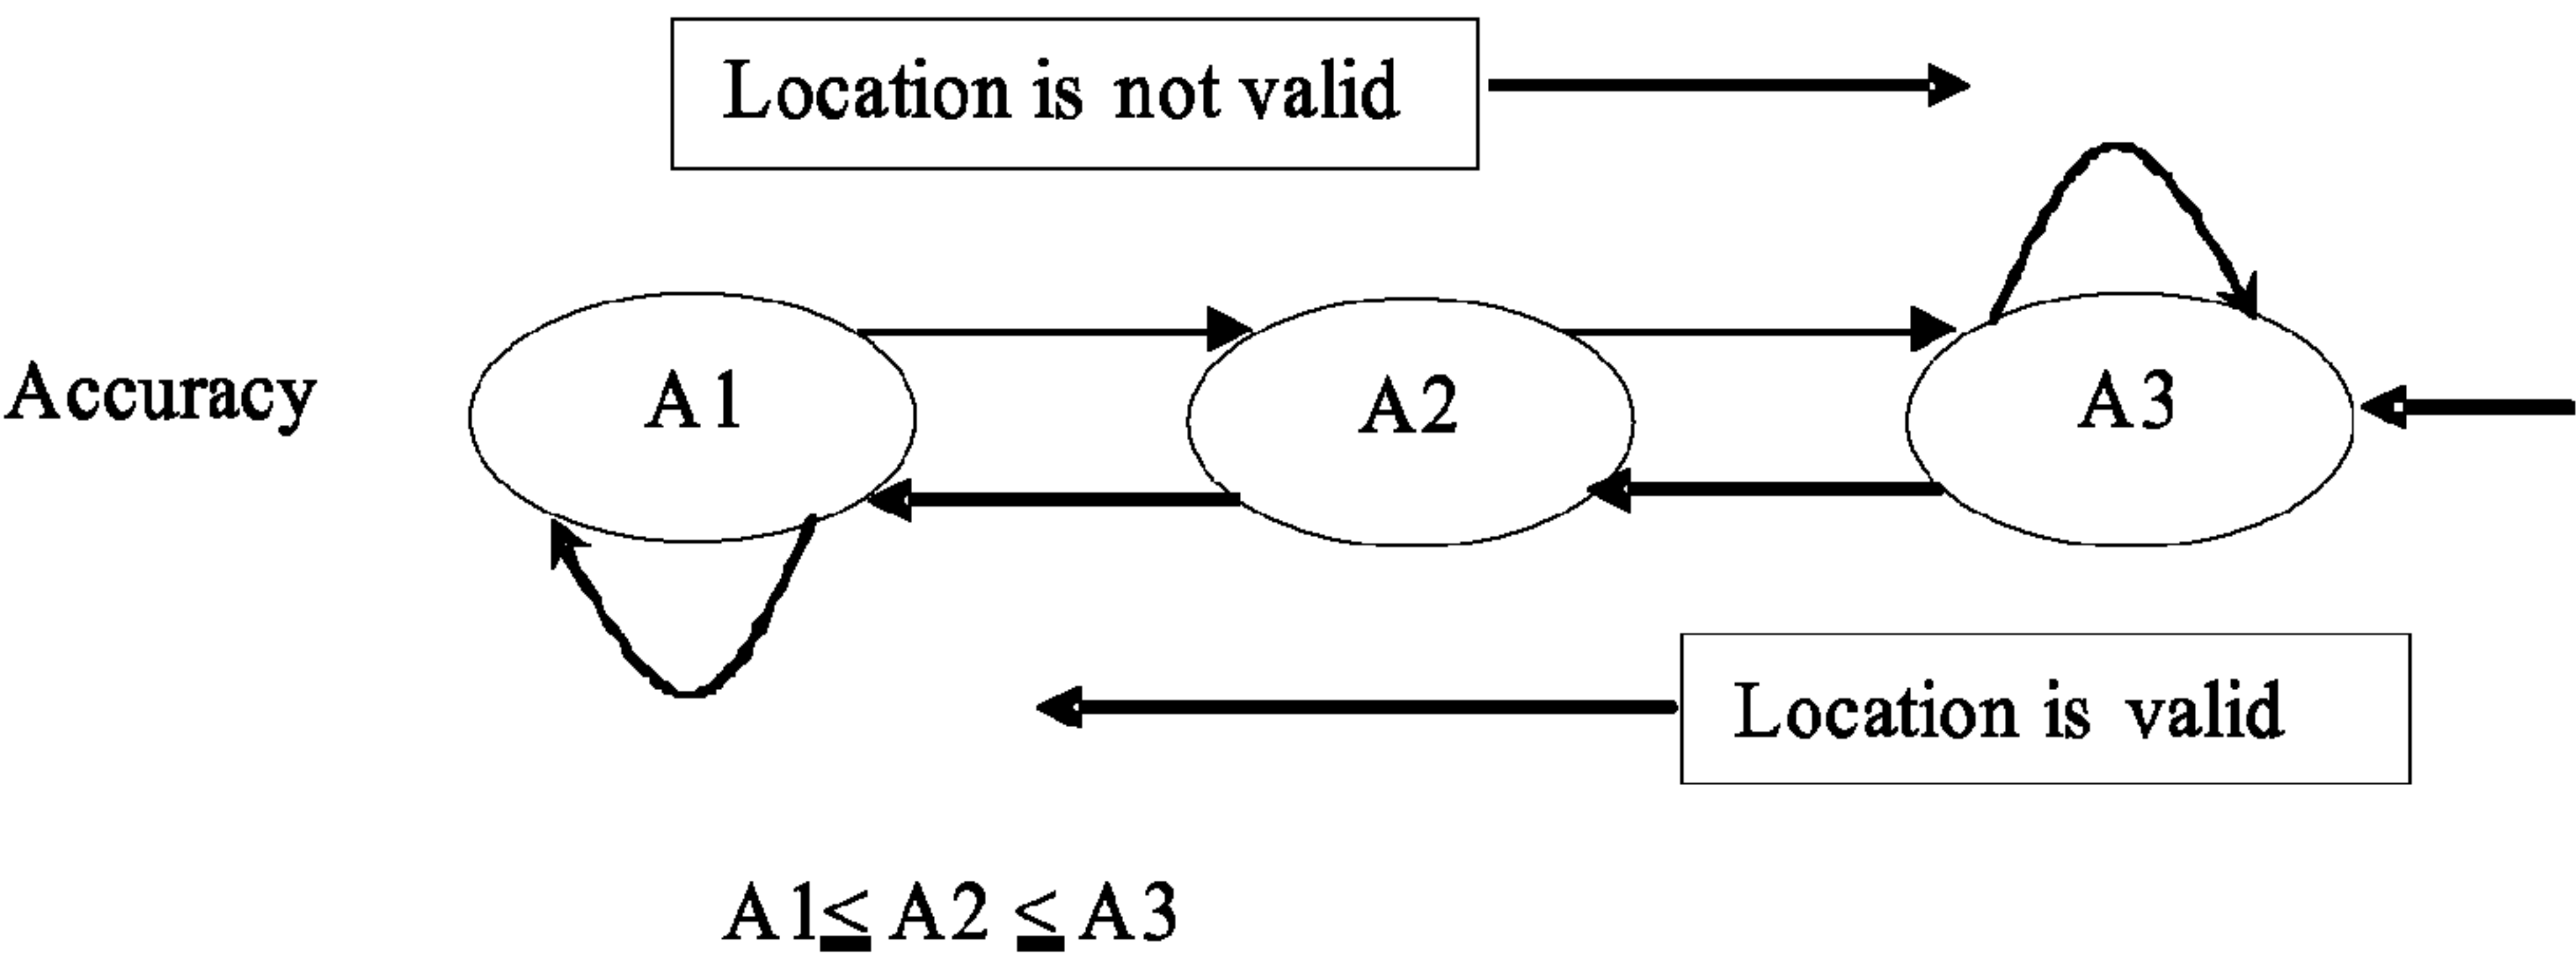 Location is not valid
Accuracy
A1
A2
A3
Location is valid
A1≤ A2 ≤ A3